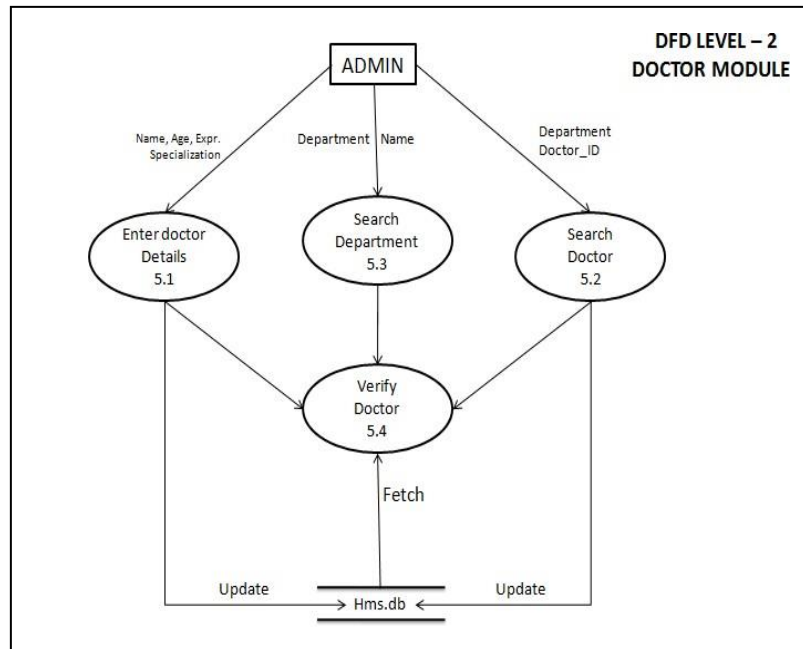 DFD LEVEL – 2
DOCTOR MODULE
ADMIN
Name, Age, Expr.
Specialization
Department Name
Department
Doctor_ID
Enter doctor
Details
5.1
Search
Department
5.3
Search
Doctor
5.2
Verify
Doctor
5.4
Fetch
Update
Update
Hms.db